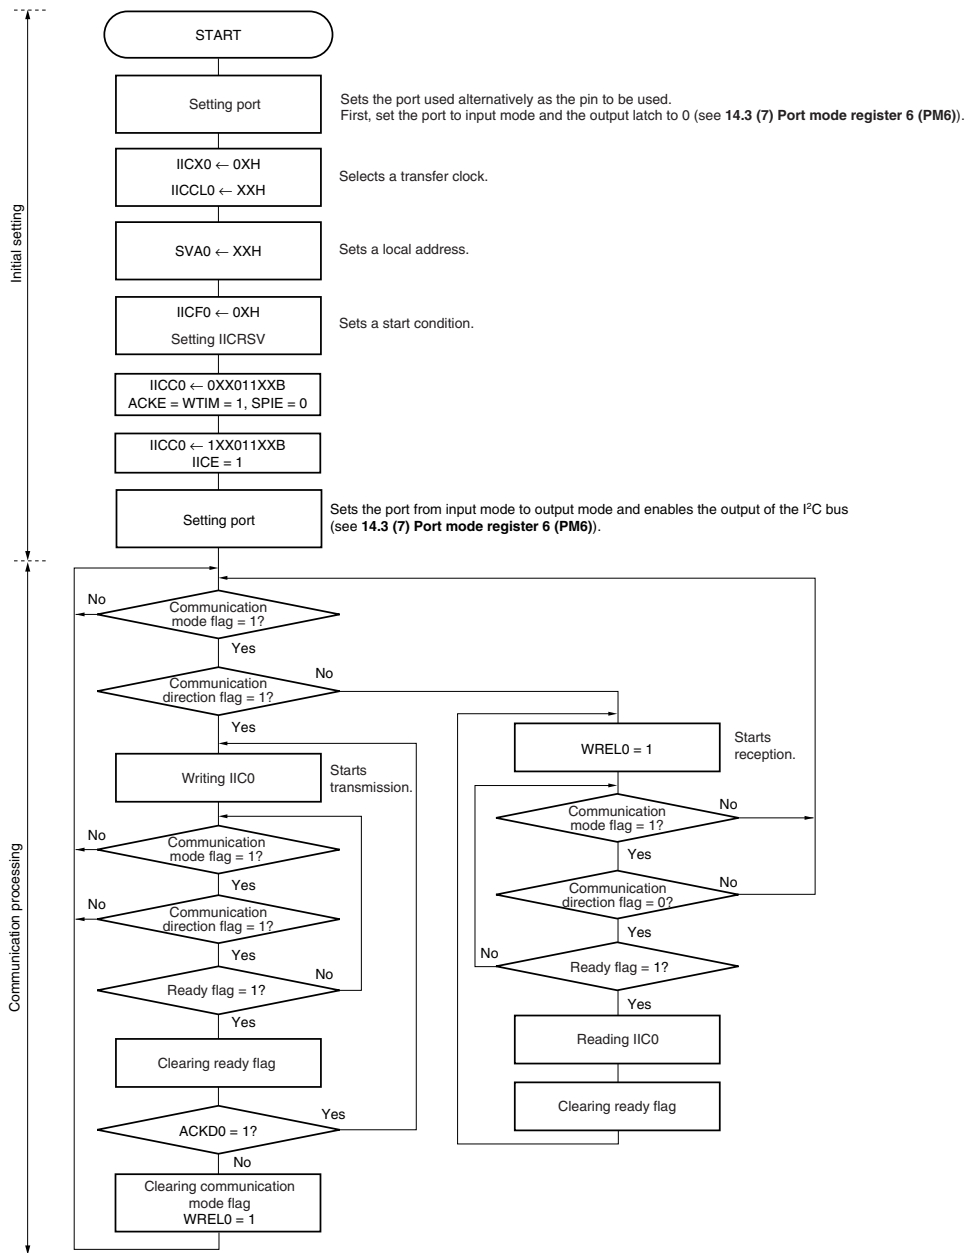 START
Setting port
Sets the port used alternatively as the pin to be used.
First, set the port to input mode and the output latch to 0 (see 14.3 (7) Port mode register 6 (PM6)).
IICX0 ← 0XH
IICCL0 ← XXH
Selects a transfer clock.
SVA0 ← XXH
Sets a local address.
IICF0 ← 0XH
Setting IICRSV
Sets a start condition.
IICC0 ← 0XX011XXB
ACKE = WTIM = 1, SPIE = 0
IICC0 ← 1XX011XXB
IICE = 1
Setting port
Sets the port from input mode to output mode and enables the output of the I²C bus
(see 14.3 (7) Port mode register 6 (PM6)).
Initial setting
Communication processing
No
Communication
mode flag = 1?
Yes
Communication
direction flag = 1?
No
Yes
Writing IIC0
Starts
transmission.
No
Communication
mode flag = 1?
Yes
No
Communication
direction flag = 1?
Yes
Ready flag = 1?
No
Yes
Clearing ready flag
ACKD0 = 1?
Yes
No
Clearing communication
mode flag
WREL0 = 1
WREL0 = 1
Starts
reception.
Communication
mode flag = 1?
No
Yes
Communication
direction flag = 0?
No
Yes
No
Ready flag = 1?
Yes
Reading IIC0
Clearing ready flag